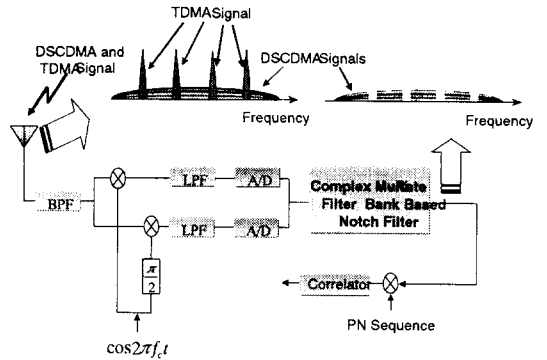 TDMASignal
DSCDMA and
TDMASignal
DSCDMASignals
Frequency
Frequency
BPF
LPF
A/D
LPF
A/D
Complex MultiRate
Filter Bank Based
Notch Filter
π
2
Correlator
PN Sequence
cos2πf_c t